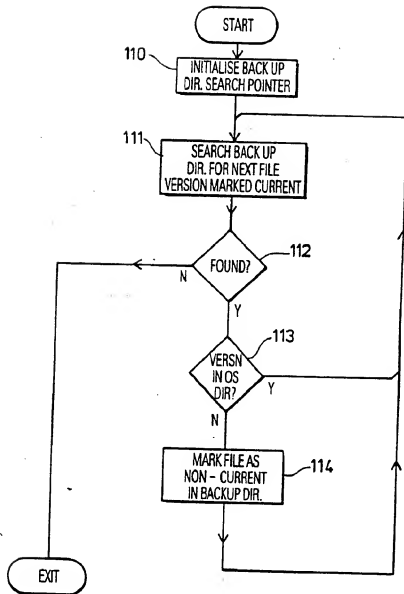 START
110
INITIALISE BACK UP
DIR. SEARCH POINTER
111
SEARCH BACK UP
DIR. FOR NEXT FILE
VERSION MARKED CURRENT
112
FOUND?
N
Y
113
VERSN
IN OS
DIR?
Y
N
MARK FILE AS
NON - CURRENT
IN BACKUP DIR.
114
EXIT